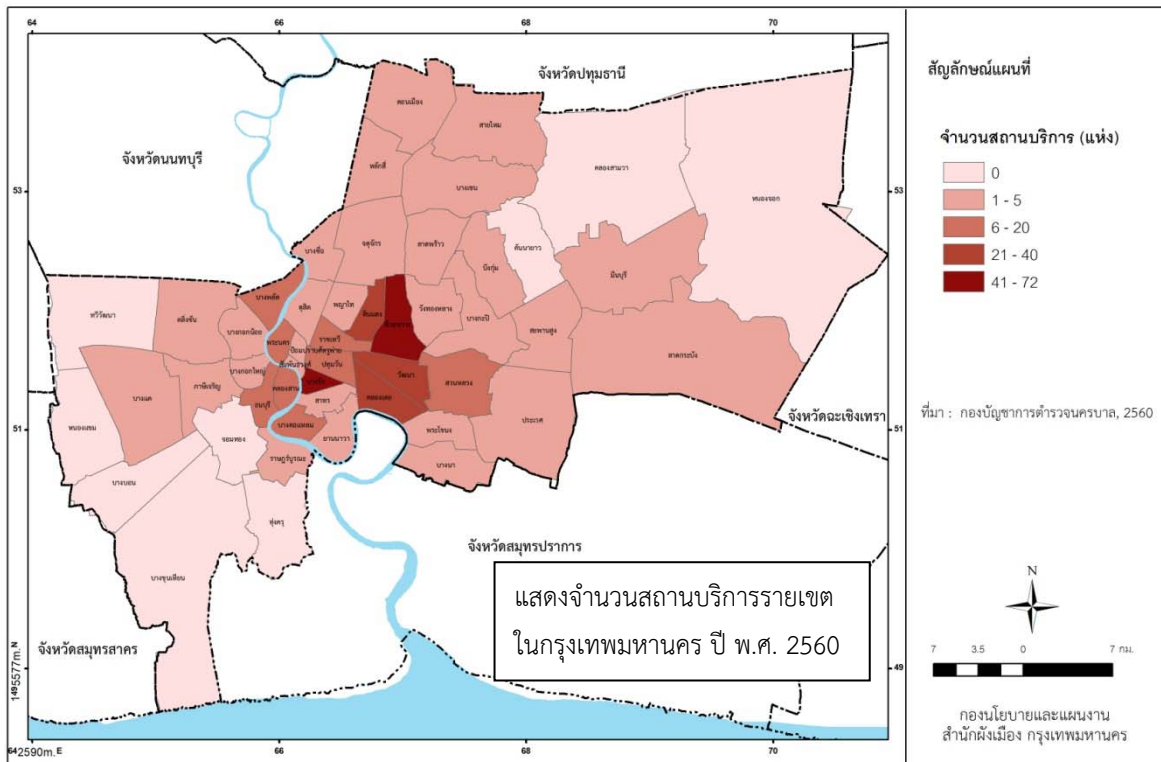 64
66
68
70
53
53
51
51
49
1495577m.N
642590m.E
66
68
70
จังหวัดปทุมธานี
จังหวัดนนทบุรี
จังหวัดฉะเชิงเทรา
จังหวัดสมุทรปราการ
จังหวัดสมุทรสาคร
ดอนเมือง
สายไหม
หลักสี่
บางเขน
คลองสามวา
หนองจอก
คันนายาว
มีนบุรี
บางซื่อ
จตุจักร
ลาดพร้าว
บึงกุ่ม
บางพลัด
ดุสิต
พญาไท
ดินแดง
ห้วยขวาง
วังทองหลาง
บางกะปิ
สะพานสูง
ลาดกระบัง
ทวีวัฒนา
ตลิ่งชัน
บางกอกน้อย
พระนคร
ป้อมปราบศัตรูพ่าย
ราชเทวี
สัมพันธวงศ์
ปทุมวัน
วัฒนา
สวนหลวง
บางกอกใหญ่
ภาษีเจริญ
บางแค
ธนบุรี
คลองสาน
บางรัก
สาทร
คลองเตย
ประเวศ
หนองแขม
จอมทอง
บางคอแหลม
ยานนาวา
พระโขนง
บางนา
ราษฎร์บูรณะ
บางบอน
ทุ่งครุ
บางขุนเทียน
แสดงจำนวนสถานบริการรายเขต
ในกรุงเทพมหานคร ปี พ.ศ. 2560
สัญลักษณ์แผนที่
จำนวนสถานบริการ (แห่ง)
0
1 - 5
6 - 20
21 - 40
41 - 72
ที่มา : กองบัญชาการตำรวจนครบาล, 2560
N
7 3.5 0 7 กม.
กองนโยบายและแผนงาน
สำนักผังเมือง กรุงเทพมหานคร